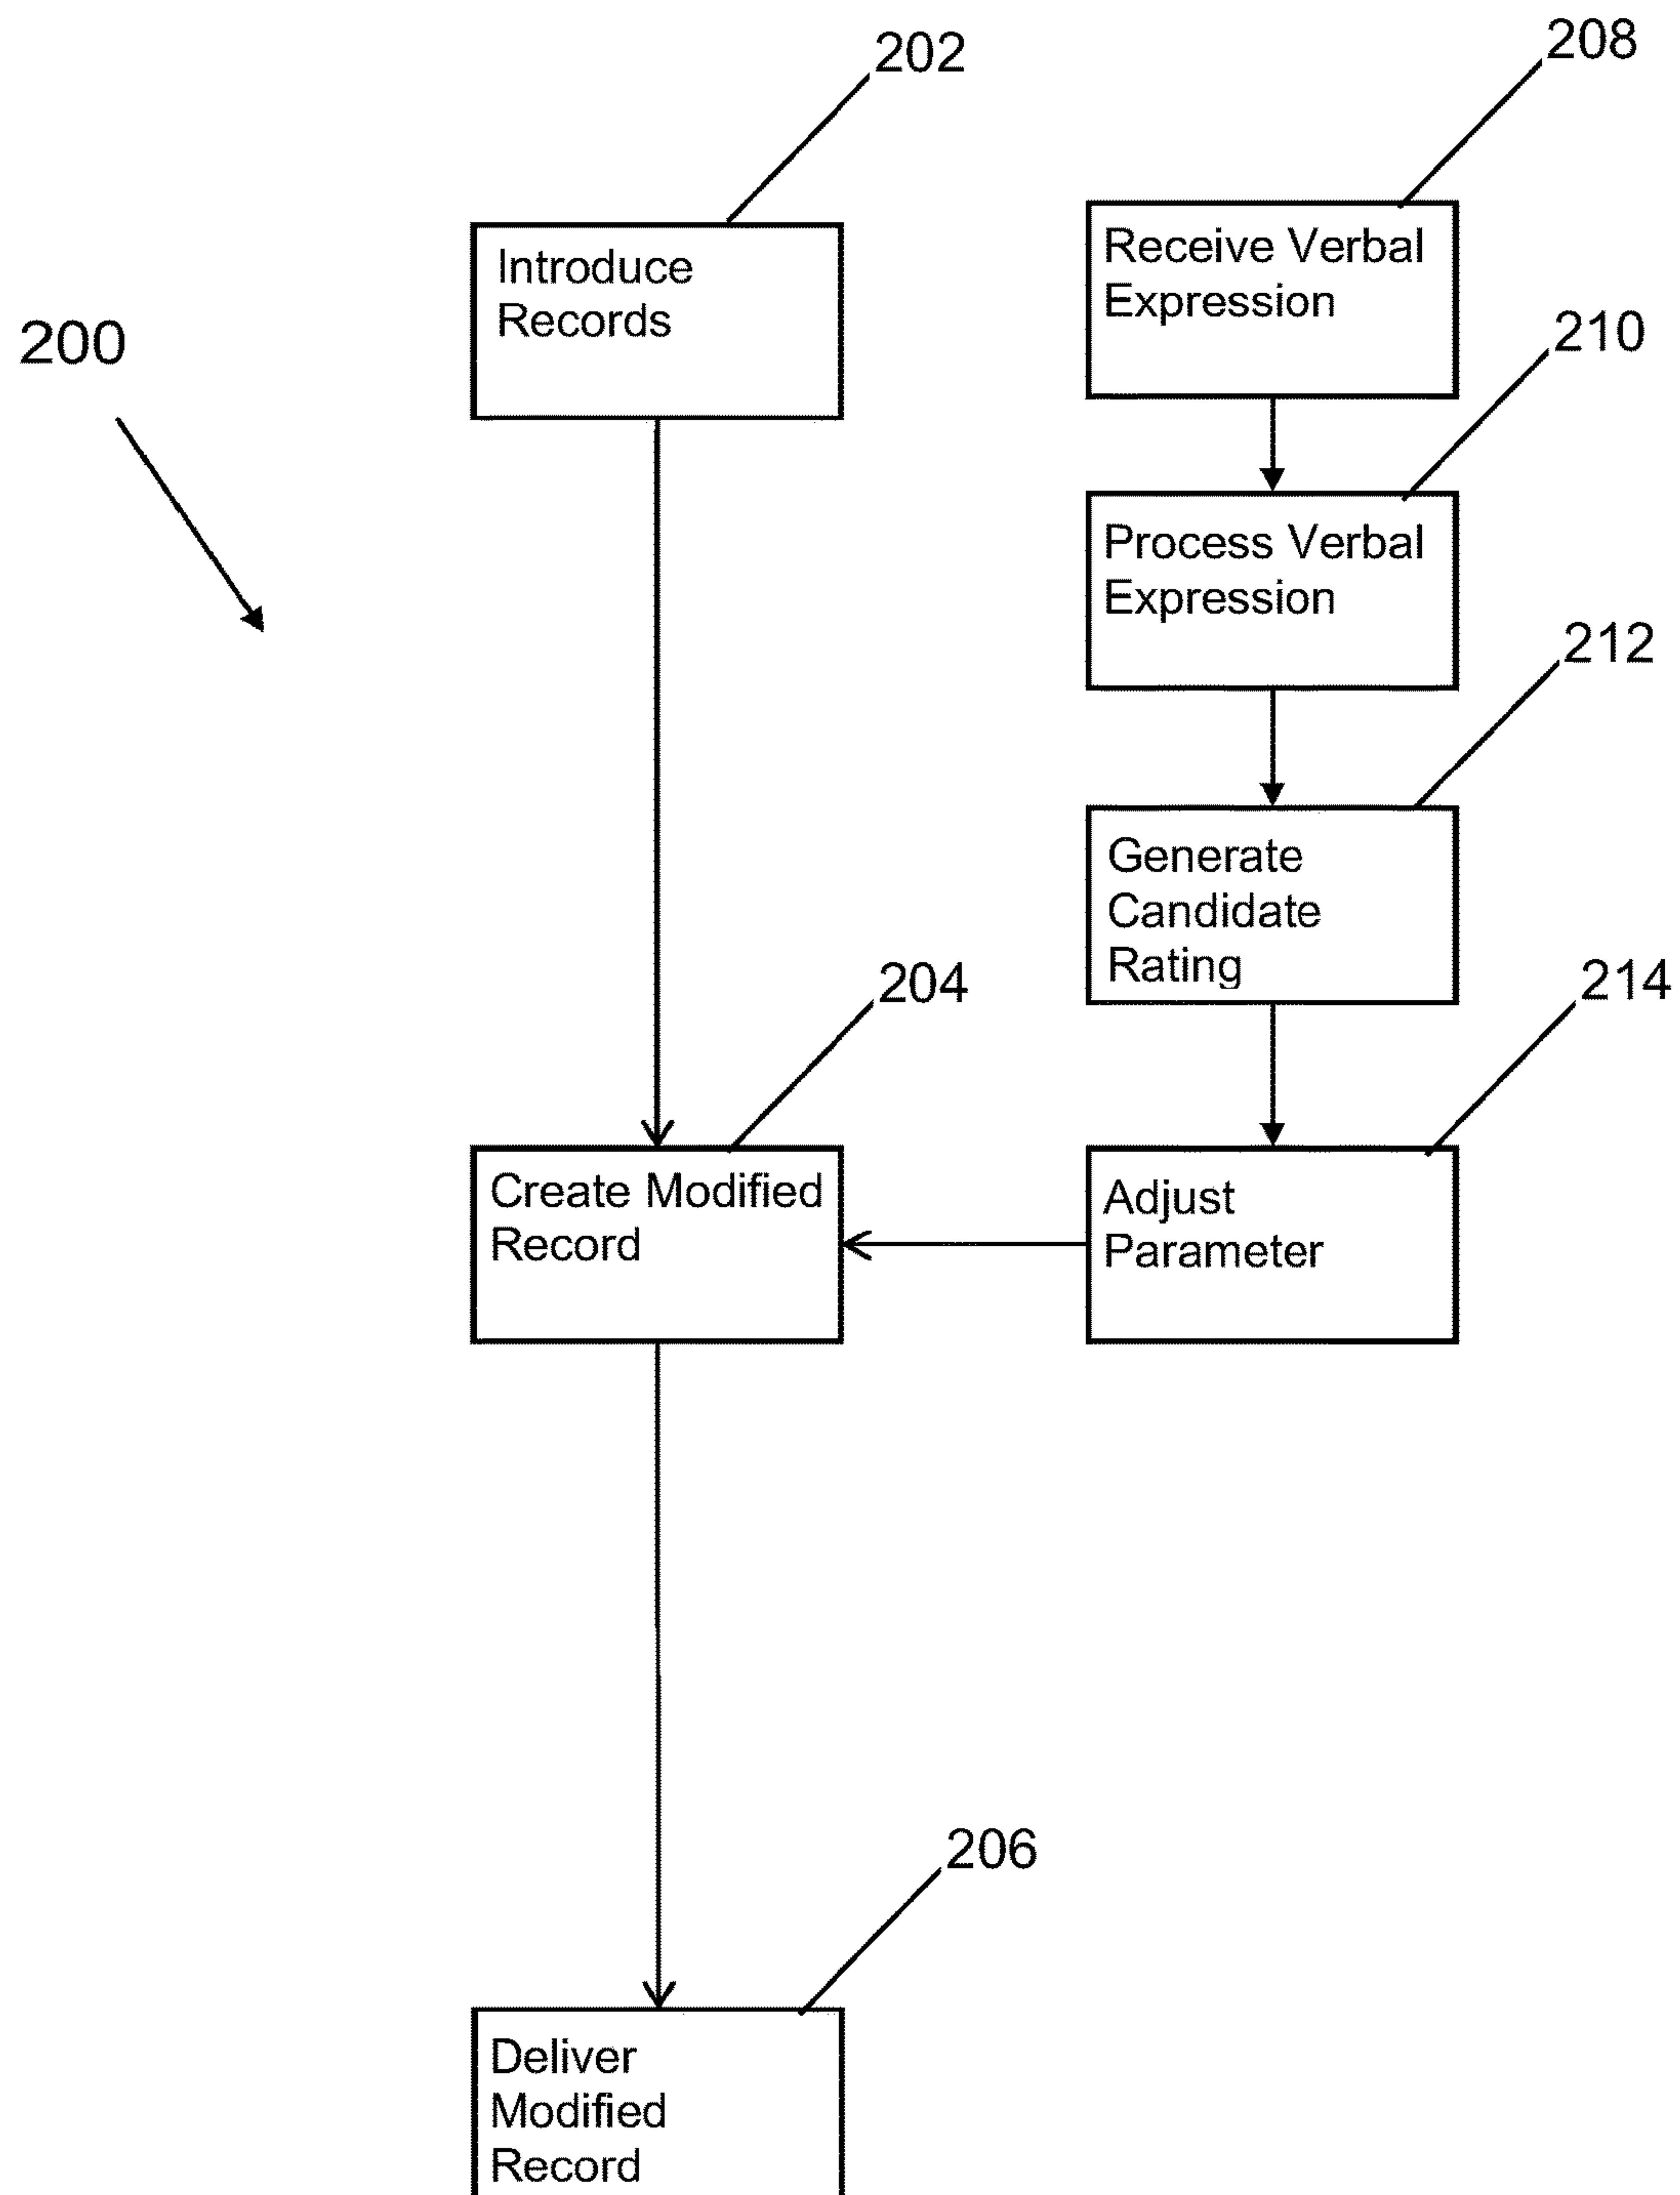 202
208
Introduce
Records
Receive Verbal
Expression
200
210
Process Verbal
Expression
212
Generate
Candidate
Rating
204
214
Create Modified
Record
Adjust
Parameter
206
Deliver
Modified
Record